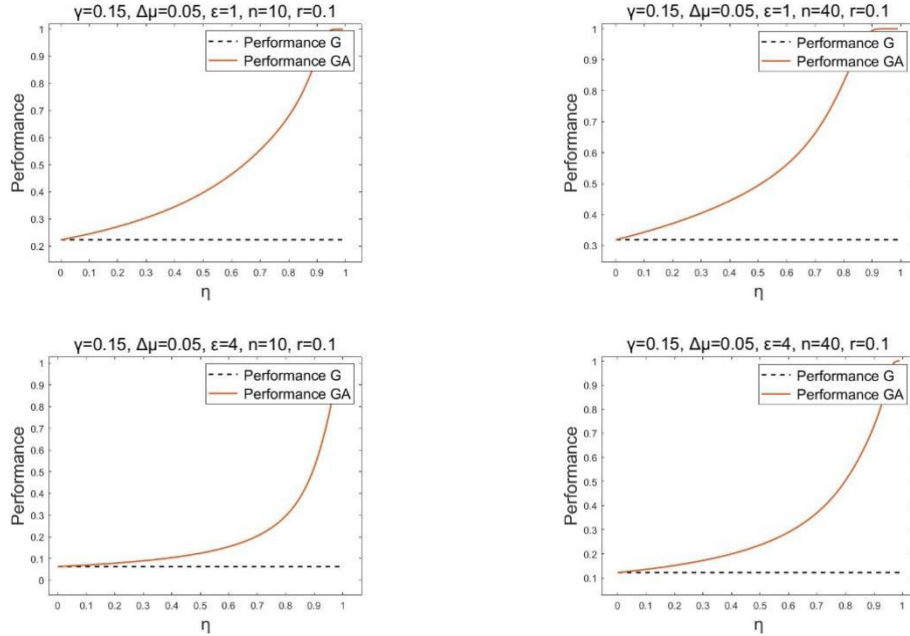 γ=0.15, Δμ=0.05, ε=1, n=10, r=0.1
Performance
1
0.9
0.8
0.7
0.6
0.5
0.4
0.3
0.2
Performance G
Performance GA
0 0.1 0.2 0.3 0.4 0.5 0.6 0.7 0.8 0.9 1
η
γ=0.15, Δμ=0.05, ε=1, n=40, r=0.1
Performance
1
0.9
0.8
0.7
0.6
0.5
0.4
0.3
Performance G
Performance GA
0 0.1 0.2 0.3 0.4 0.5 0.6 0.7 0.8 0.9 1
η
γ=0.15, Δμ=0.05, ε=4, n=10, r=0.1
Performance
1
0.9
0.8
0.7
0.6
0.5
0.4
0.3
0.2
0.1
0
Performance G
Performance GA
0 0.1 0.2 0.3 0.4 0.5 0.6 0.7 0.8 0.9 1
η
γ=0.15, Δμ=0.05, ε=4, n=40, r=0.1
Performance
1
0.9
0.8
0.7
0.6
0.5
0.4
0.3
0.2
0.1
Performance G
Performance GA
0 0.1 0.2 0.3 0.4 0.5 0.6 0.7 0.8 0.9 1
η